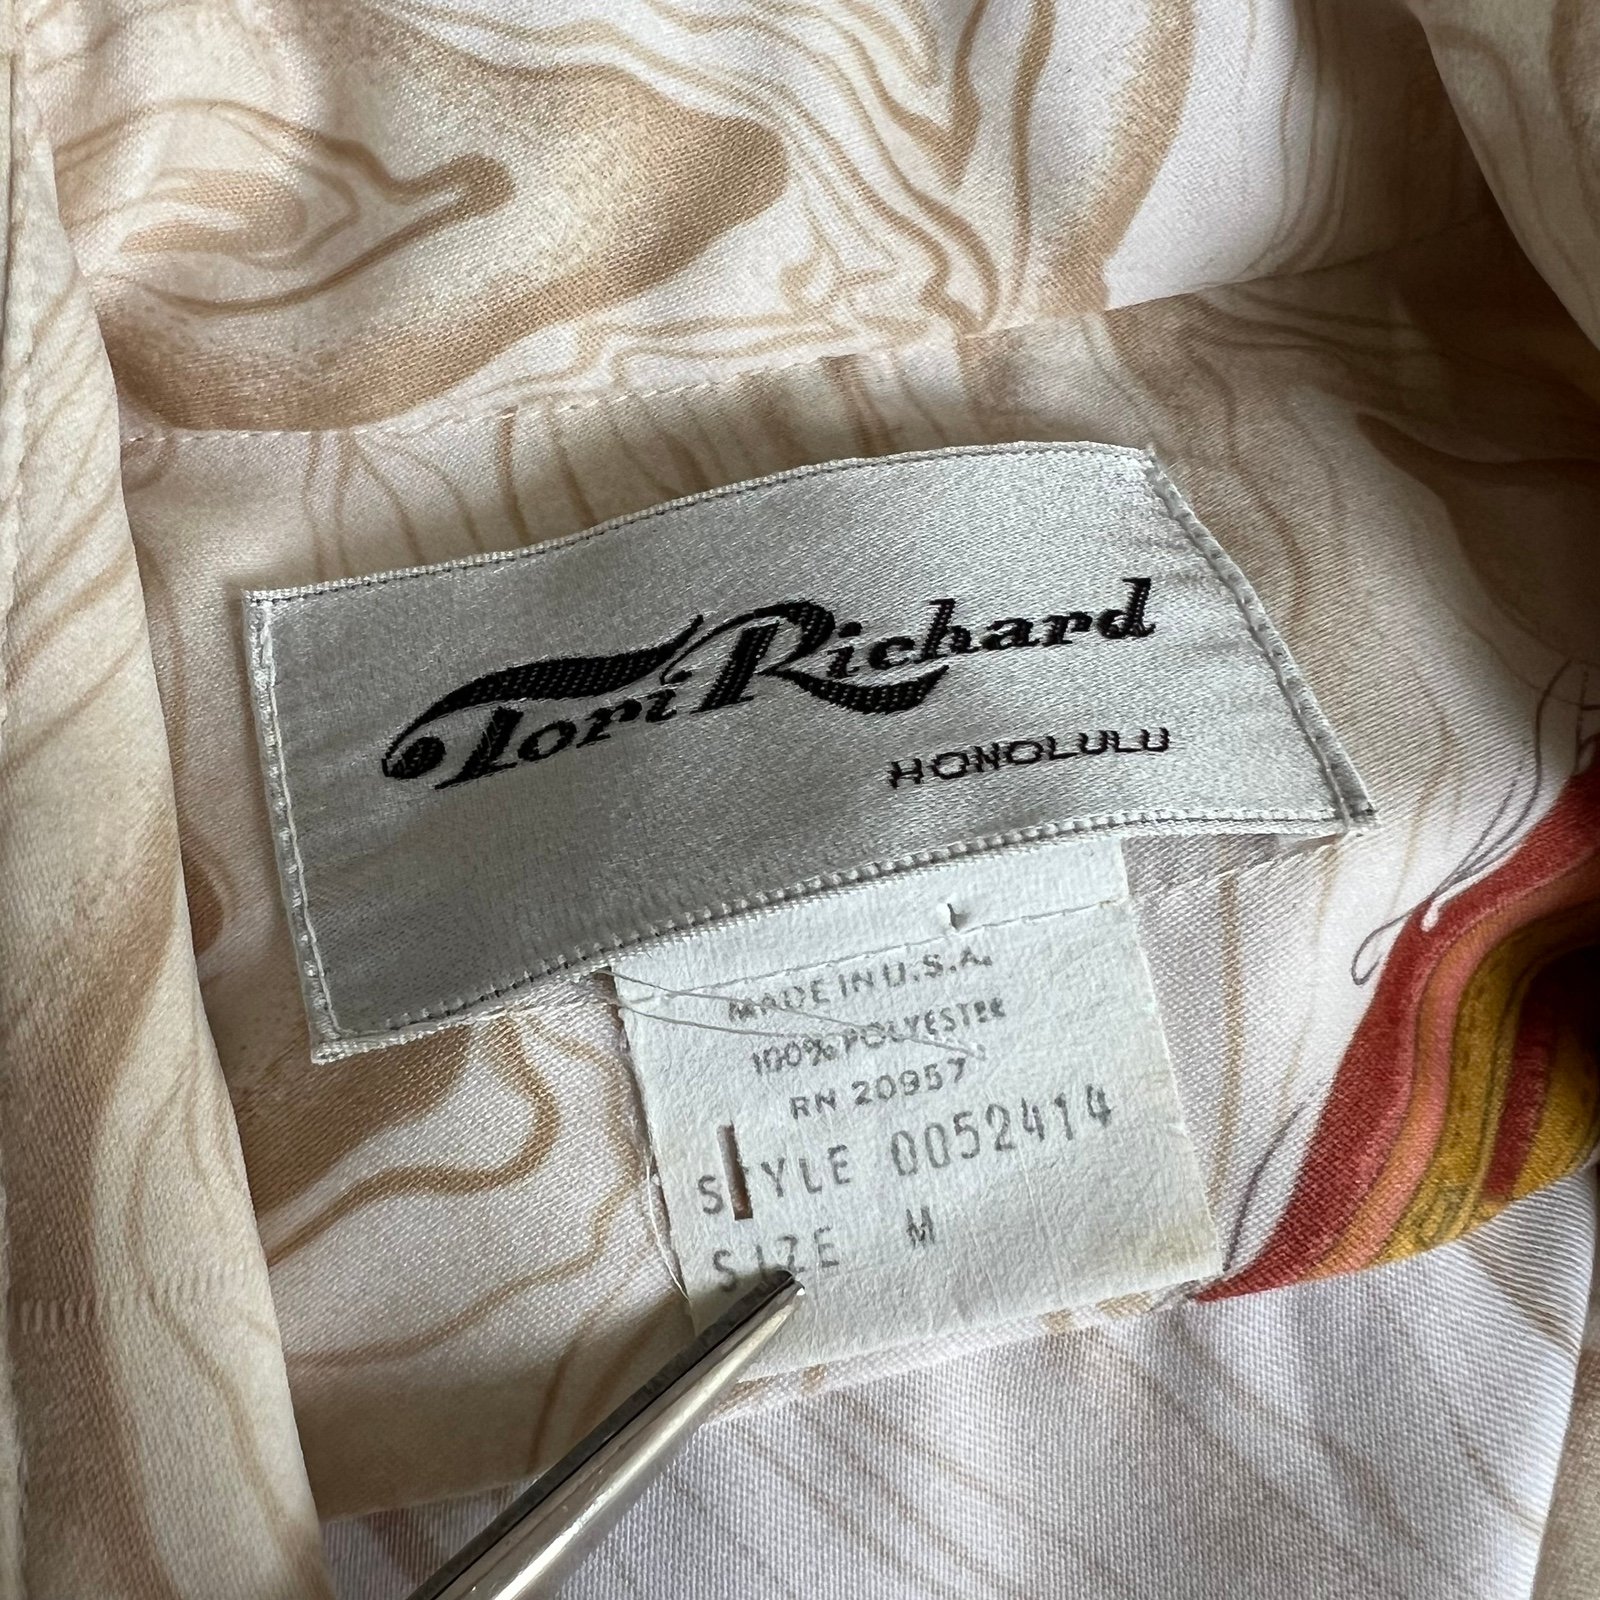 Tori Richard
HONOLULU
MADE IN U.S.A.
100% POLYESTER
RN 20957
STYLE 0052414
SIZE M